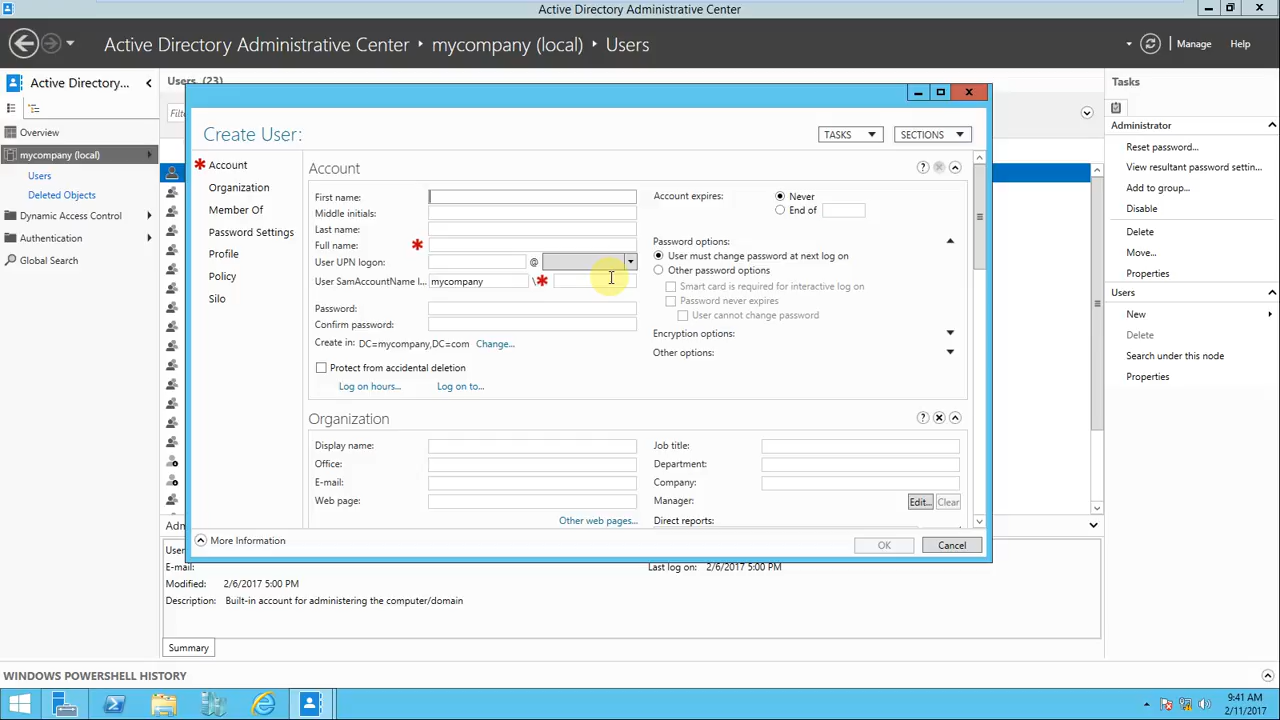 Active Directory Administrative Center
Active Directory Administrative Center • mycompany (local) • Users
Manage
Help
Active Directory...
Overview
mycompany (local)
Users
Deleted Objects
Dynamic Access Control
Authentication
Global Search
Users (23)
Create User:
TASKS
SECTIONS
Account
Organization
Member Of
Password Settings
Profile
Policy
Silo
Account
First name:
Middle initials:
Last name:
Full name:
User UPN logon:
@
User SamAccountName l...
mycompany
\
Password:
Confirm password:
Create in: DC=mycompany,DC=com Change...
Protect from accidental deletion
Log on hours...
Log on to...
Account expires:
Never
End of
Password options:
User must change password at next log on
Other password options
Smart card is required for interactive log on
Password never expires
User cannot change password
Encryption options:
Other options:
Organization
Display name:
Office:
E-mail:
Web page:
Other web pages...
Job title:
Department:
Company:
Manager:
Edit...
Clear
Direct reports:
More Information
OK
Cancel
E-mail:
Modified: 2/6/2017 5:00 PM
Description: Built-in account for administering the computer/domain
Last log on: 2/6/2017 5:00 PM
Summary
Tasks
Administrator
Reset password...
View resultant password settin...
Add to group...
Disable
Delete
Move...
Properties
Users
New
Delete
Search under this node
Properties
WINDOWS POWERSHELL HISTORY
9:41 AM
2/11/2017